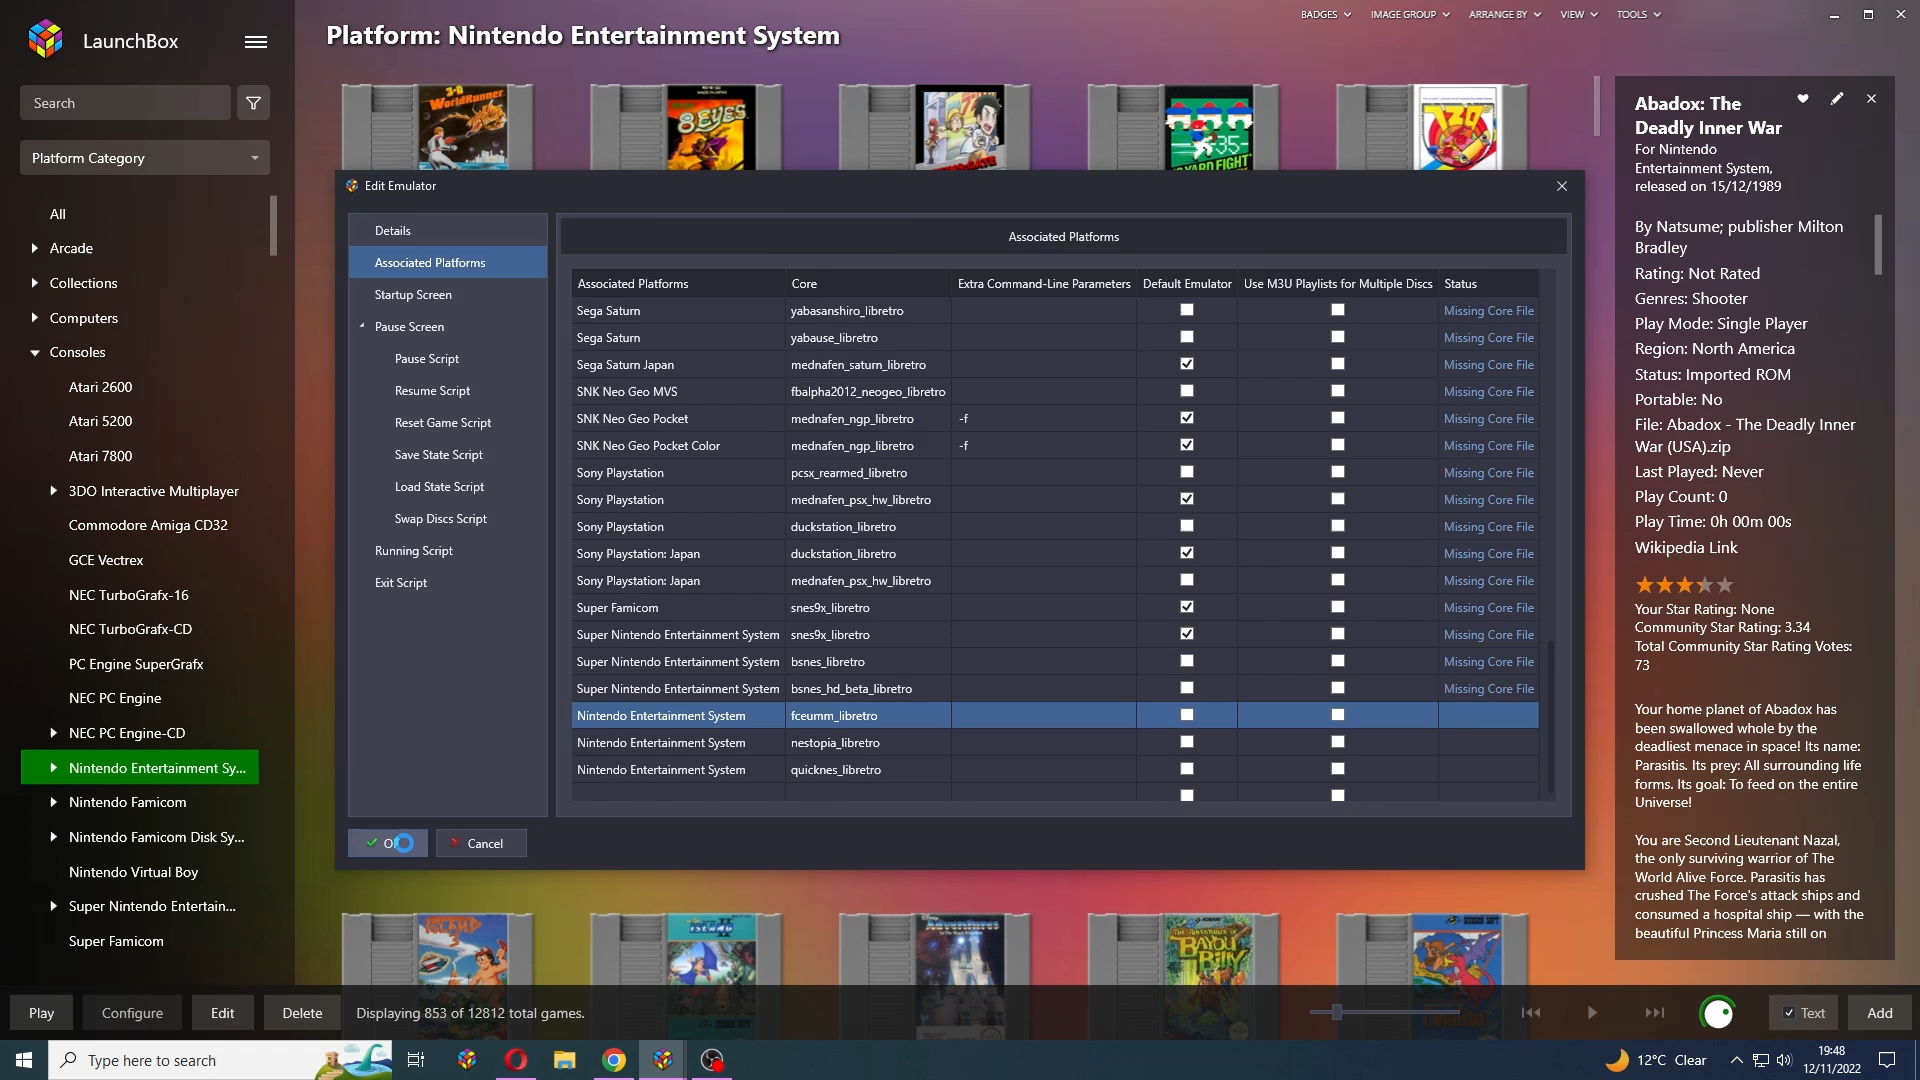 LaunchBox
Platform: Nintendo Entertainment System
BADGES
IMAGE GROUP
ARRANGE BY
VIEW
TOOLS
Search
Platform Category
All
Arcade
Collections
Computers
Consoles
Atari 2600
Atari 5200
Atari 7800
3DO Interactive Multiplayer
Commodore Amiga CD32
GCE Vectrex
NEC TurboGrafx-16
NEC TurboGrafx-CD
PC Engine SuperGrafx
NEC PC Engine
NEC PC Engine-CD
Nintendo Entertainment Sy...
Nintendo Famicom
Nintendo Famicom Disk Sy...
Nintendo Virtual Boy
Super Nintendo Entertain...
Super Famicom
3-D WorldRunner
8 EYES
720
Edit Emulator
Details
Associated Platforms
Startup Screen
Pause Screen
Pause Script
Resume Script
Reset Game Script
Save State Script
Load State Script
Swap Discs Script
Running Script
Exit Script
Associated Platforms
Associated Platforms Core Extra Command-Line Parameters Default Emulator Use M3U Playlists for Multiple Discs Status
Sega Saturn yabasanshiro_libretro Missing Core File
Sega Saturn yabause_libretro Missing Core File
Sega Saturn Japan mednafen_saturn_libretro Missing Core File
SNK Neo Geo MVS fbalpha2012_neogeo_libretro Missing Core File
SNK Neo Geo Pocket mednafen_ngp_libretro -f Missing Core File
SNK Neo Geo Pocket Color mednafen_ngp_libretro -f Missing Core File
Sony Playstation pcsx_rearmed_libretro Missing Core File
Sony Playstation mednafen_psx_hw_libretro Missing Core File
Sony Playstation duckstation_libretro Missing Core File
Sony Playstation: Japan duckstation_libretro Missing Core File
Sony Playstation: Japan mednafen_psx_hw_libretro Missing Core File
Super Famicom snes9x_libretro Missing Core File
Super Nintendo Entertainment System snes9x_libretro Missing Core File
Super Nintendo Entertainment System bsnes_libretro Missing Core File
Super Nintendo Entertainment System bsnes_hd_beta_libretro Missing Core File
Nintendo Entertainment System fceumm_libretro
Nintendo Entertainment System nestopia_libretro
Nintendo Entertainment System quicknes_libretro
Cancel
Abadox: The
Deadly Inner War
For Nintendo
Entertainment System,
released on 15/12/1989
By Natsume; publisher Milton
Bradley
Rating: Not Rated
Genres: Shooter
Play Mode: Single Player
Region: North America
Status: Imported ROM
Portable: No
File: Abadox - The Deadly Inner
War (USA).zip
Last Played: Never
Play Count: 0
Play Time: 0h 00m 00s
Wikipedia Link
Your Star Rating: None
Community Star Rating: 3.34
Total Community Star Rating Votes:
73
Your home planet of Abadox has
been swallowed whole by the
deadliest menace in space! Its name:
Parasitis. Its prey: All surrounding life
forms. Its goal: To feed on the entire
Universe!
You are Second Lieutenant Nazal,
the only surviving warrior of The
World Alive Force. Parasitis has
crushed The Force's attack ships and
consumed a hospital ship — with the
beautiful Princess Maria still on
ISLAND 3
ISLAND II
Adventures
THE ADVENTURES OF
BAYOU
BILLY
Play
Configure
Edit
Delete
Displaying 853 of 12812 total games.
Text
Add
Type here to search
12°C Clear
19:48
12/11/2022